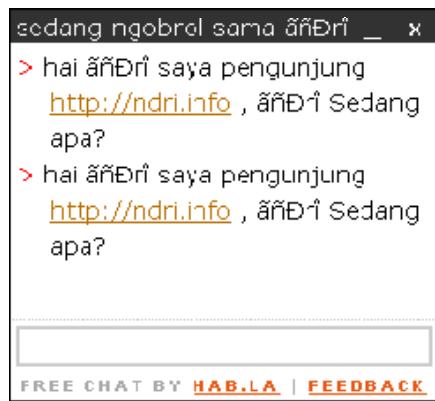 sedang ngobrol sama ãñÐrî _ x
> hai ãñÐrî saya pengunjung
http://ndri.info , ãñÐrî Sedang
apa?
> hai ãñÐrî saya pengunjung
http://ndri.info , ãñÐrî Sedang
apa?
FREE CHAT BY HAB.LA | FEEDBACK